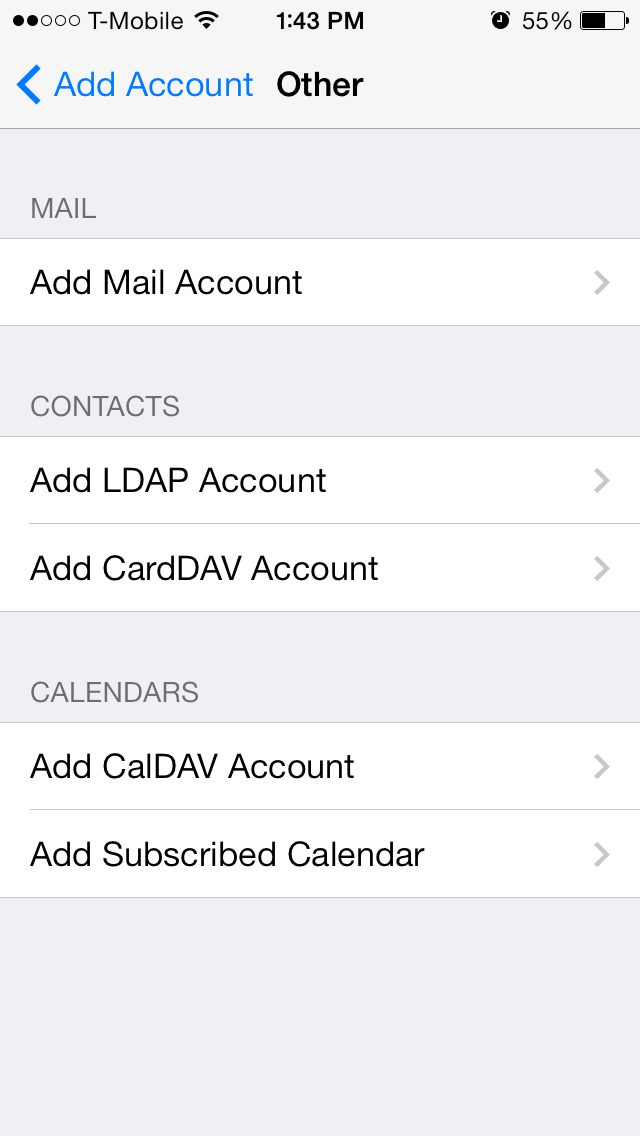 T-Mobile 1:43 PM 55%
Add Account Other
MAIL
Add Mail Account
CONTACTS
Add LDAP Account
Add CardDAV Account
CALENDARS
Add CalDAV Account
Add Subscribed Calendar